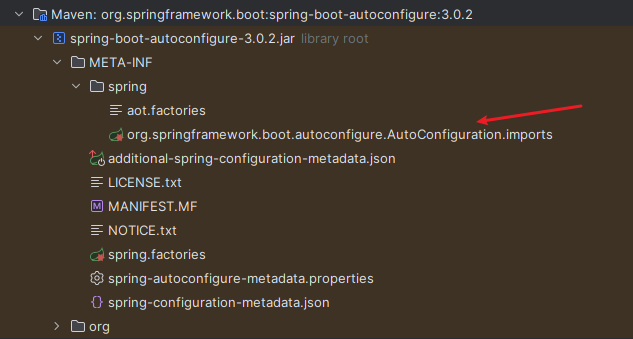 Maven: org.springframework.boot:spring-boot-autoconfigure:3.0.2
spring-boot-autoconfigure-3.0.2.jar library root
META-INF
spring
aot.factories
org.springframework.boot.autoconfigure.AutoConfiguration.imports
additional-spring-configuration-metadata.json
LICENSE.txt
MANIFEST.MF
NOTICE.txt
spring.factories
spring-autoconfigure-metadata.properties
spring-configuration-metadata.json
org